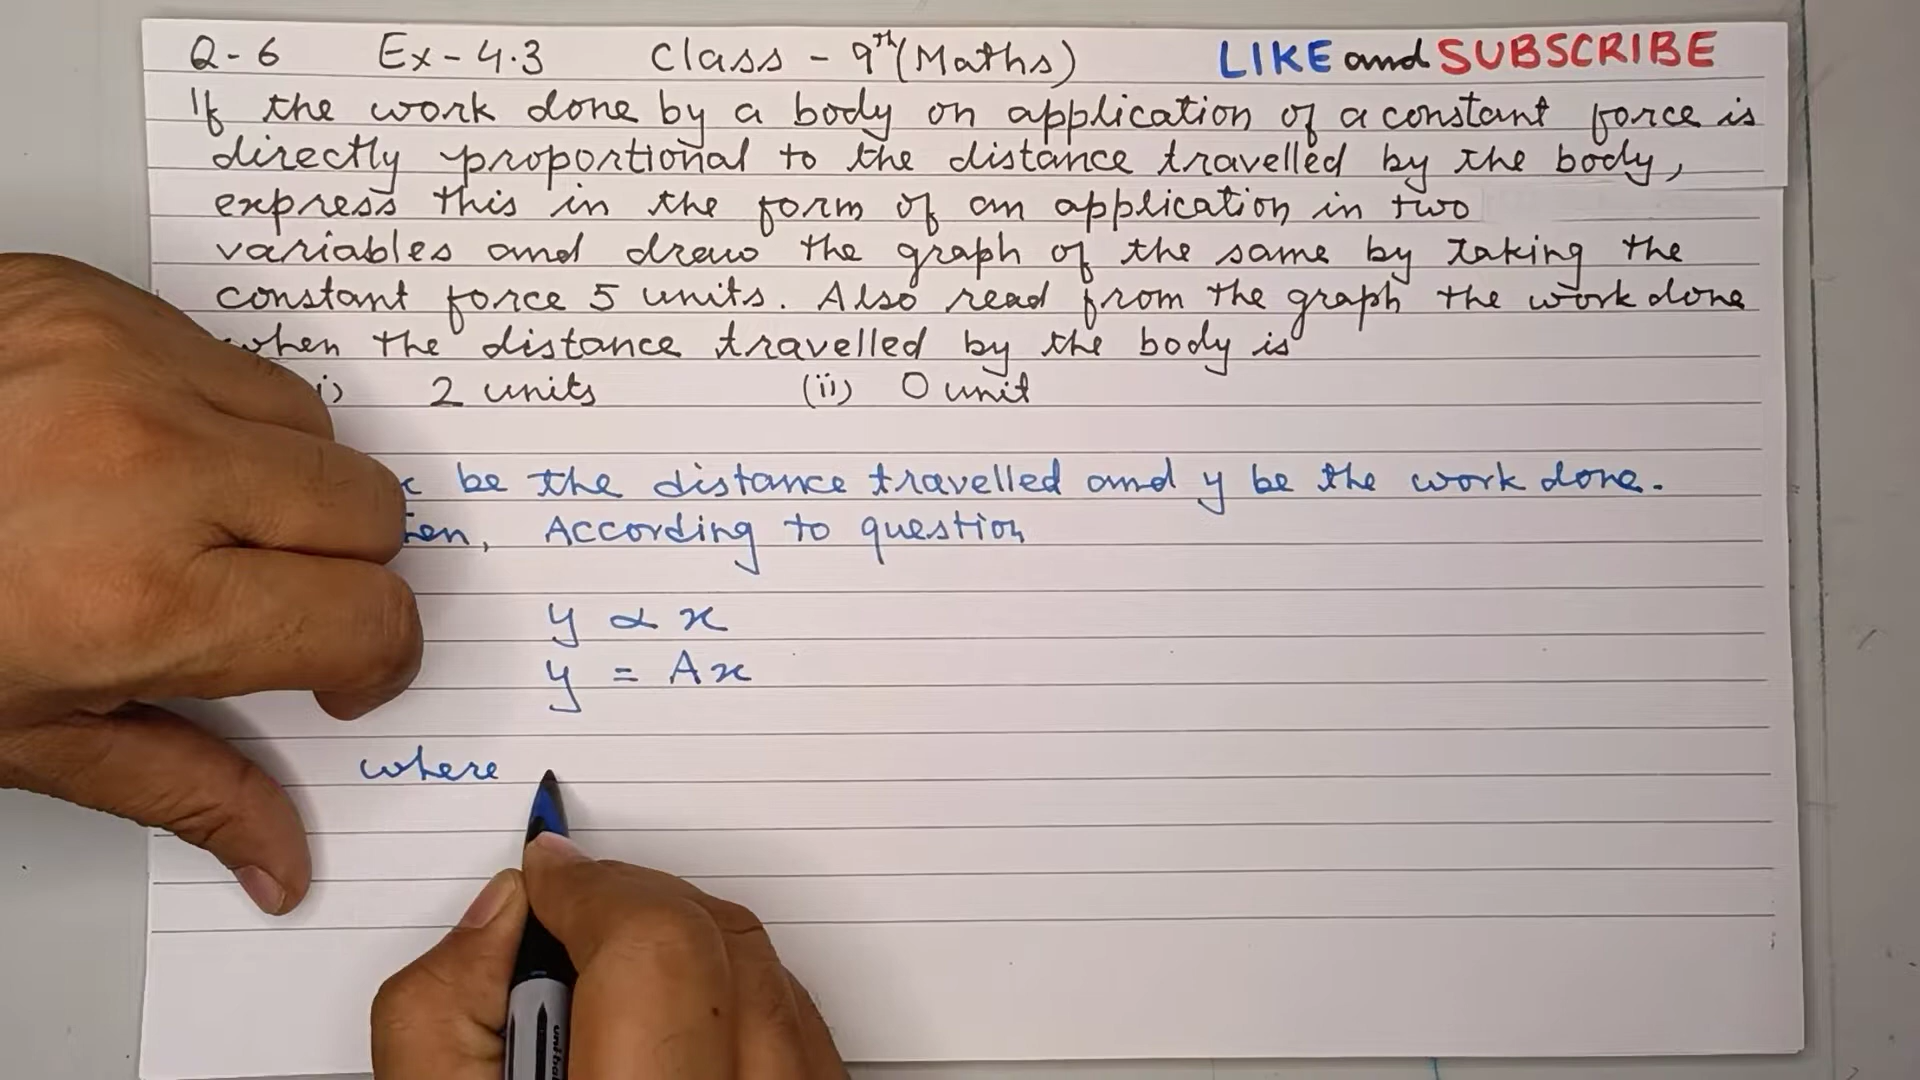 Q-6 Ex-4.3 Class - 9th (Maths) LIKE and SUBSCRIBE
If the work done by a body on application of a constant force is
directly proportional to the distance travelled by the body,
express this in the form of an application in two
variables and draw the graph of the same by taking the
constant force 5 units. Also read from the graph the work done
when the distance travelled by the body is
i) 2 units (ii) 0 unit
be the distance travelled and y be the work done.
According to question
y ∝ x
y = Ax
where